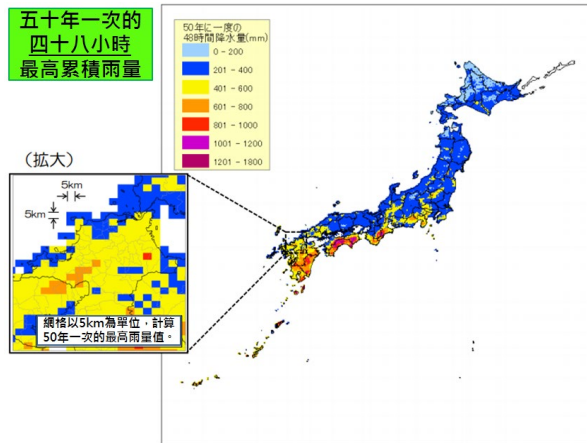 五十年一次的
四十八小時
最高累積雨量
50年に一度の
48時間降水量(mm)
0 - 200
201 - 400
401 - 600
601 - 800
801 - 1000
1001 - 1200
1201 - 1800
（拡大）
5km
5km
網格以5km為單位，計算
50年一次的最高雨量值。